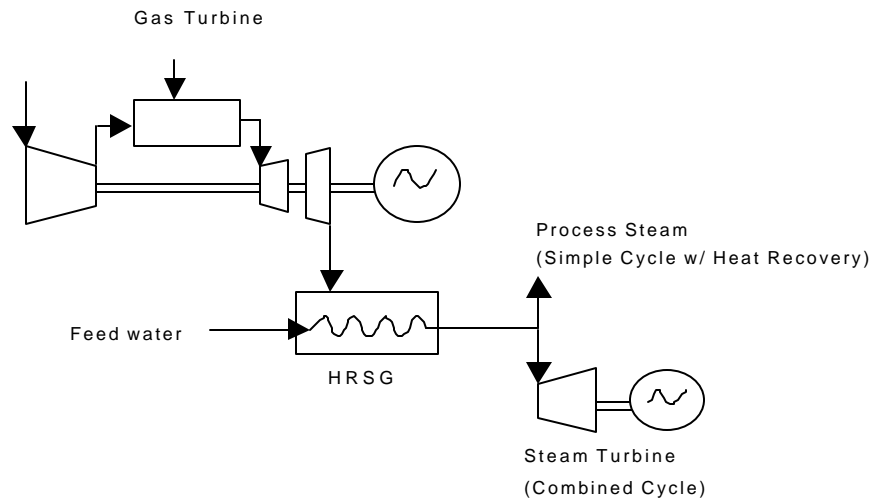 Gas Turbine
Process Steam
(Simple Cycle w/ Heat Recovery)
Feed water
HRSG
Steam Turbine
(Combined Cycle)